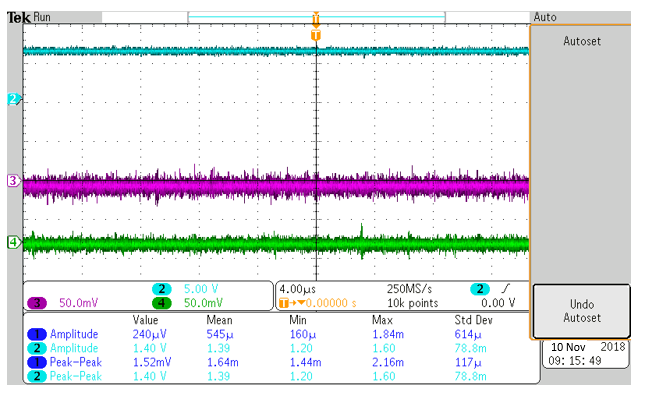 Tek Run
Auto
T
T
Autoset
2
3
4
2 5.00 V
3 50.0mV 4 50.0mV
4.00µs 250MS/s 2 ∫
T→▼0.00000 s 10k points 0.00 V
Undo
Autoset
Value Mean Min Max Std Dev
1 Amplitude 240µV 545µ 160µ 1.84m 614µ
2 Amplitude 1.40 V 1.39 1.20 1.60 78.8m
1 Peak-Peak 1.52mV 1.64m 1.44m 2.16m 117µ
2 Peak-Peak 1.40 V 1.39 1.20 1.60 78.8m
10 Nov 2018
09:15:49